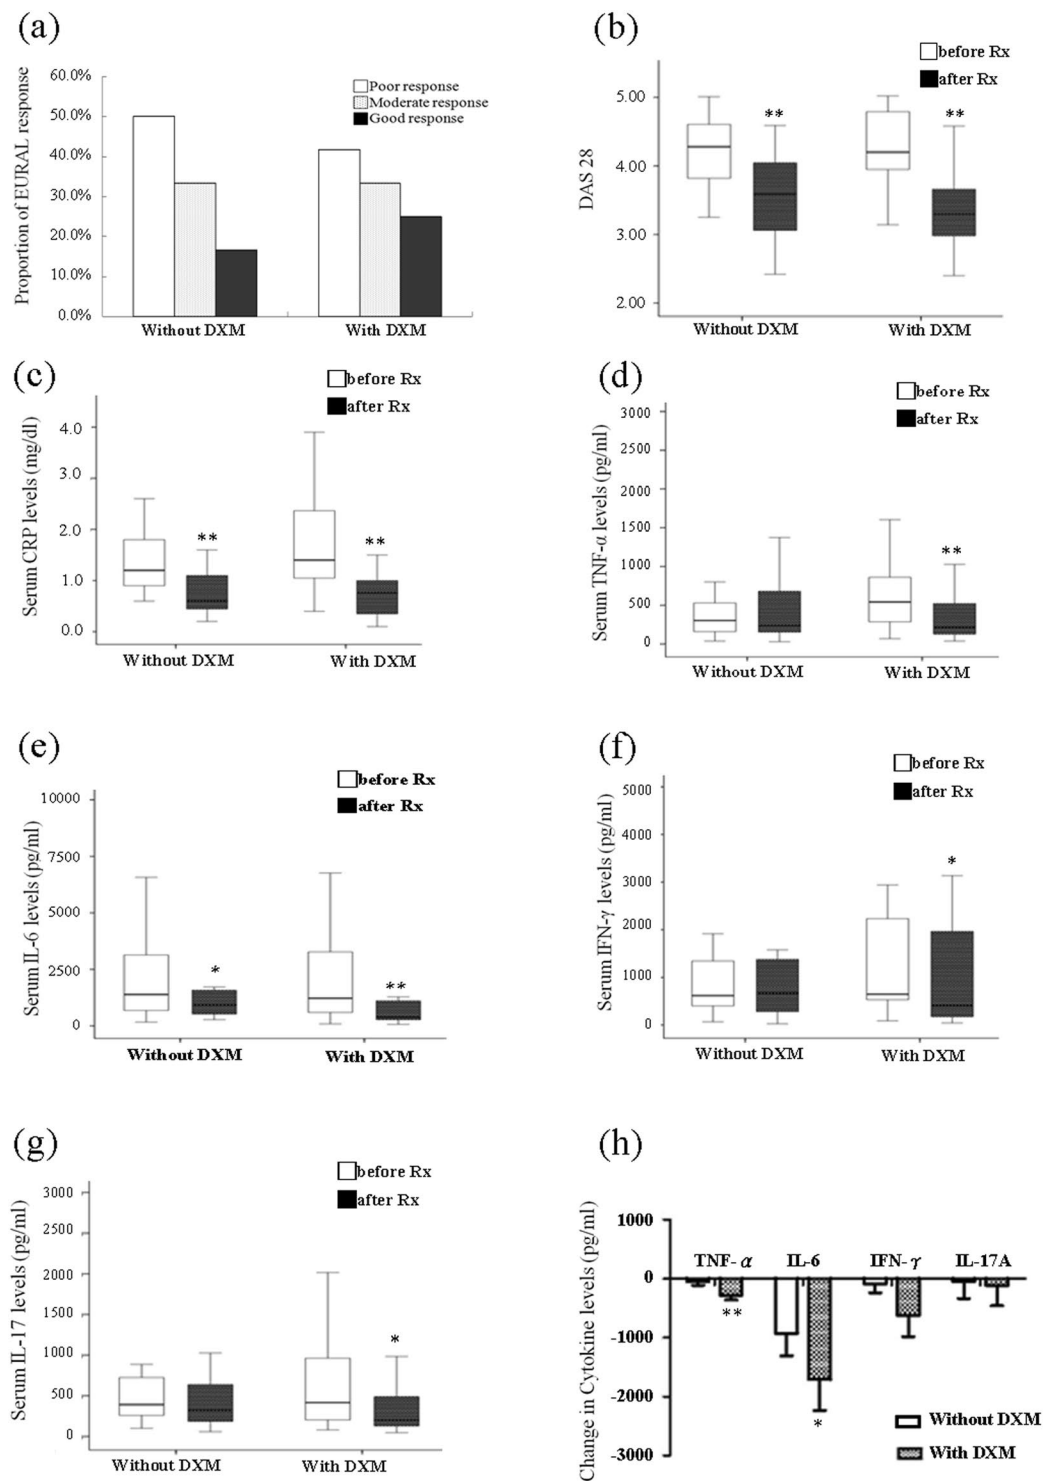 (a)
60.0%
50.0%
40.0%
30.0%
20.0%
10.0%
0.0%
Proportion of EURAL response
Poor response
Moderate response
Good response
Without DXM
With DXM
(b)
before Rx
after Rx
5.00
4.00
3.00
2.00
DAS 28
**
**
Without DXM
With DXM
(c)
before Rx
after Rx
4.0
3.0
2.0
1.0
0.0
Serum CRP levels (mg/dl)
**
**
Without DXM
With DXM
(d)
before Rx
after Rx
3000
2500
2000
1500
1000
500
0
Serum TNF-α levels (pg/ml)
**
Without DXM
With DXM
(e)
before Rx
after Rx
10000
7500
5000
2500
0
Serum IL-6 levels (pg/ml)
*
**
Without DXM
With DXM
(f)
before Rx
after Rx
5000
4000
3000
2000
1000
0
Serum IFN-γ levels (pg/ml)
*
Without DXM
With DXM
(g)
before Rx
after Rx
3000
2500
2000
1500
1000
500
0
Serum IL-17 levels (pg/ml)
*
Without DXM
With DXM
(h)
1000
0
-1000
-2000
-3000
Change in Cytokine levels (pg/ml)
TNF-α IL-6 IFN-γ IL-17A
**
*
Without DXM
With DXM